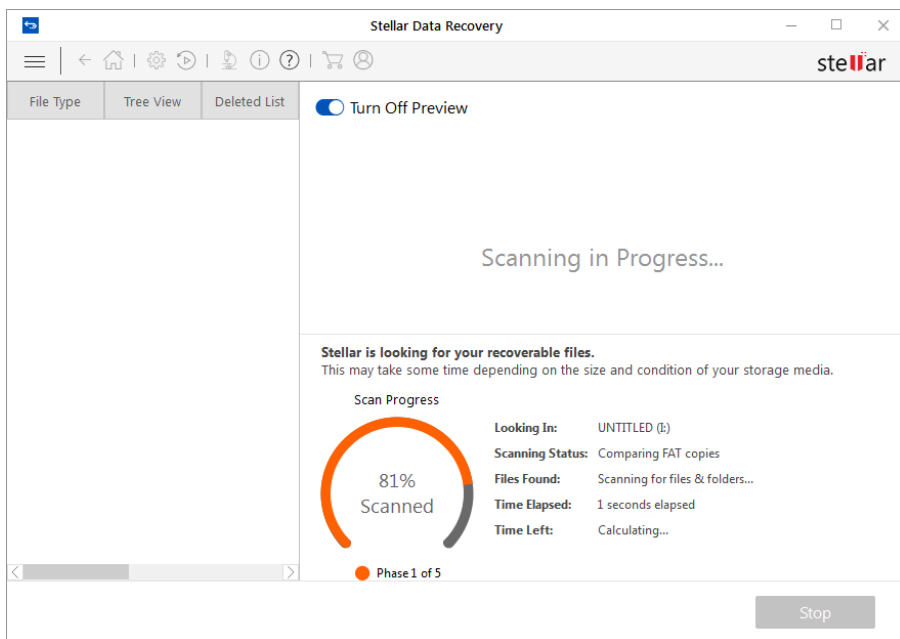 Stellar Data Recovery
stellar
File Type Tree View Deleted List
Turn Off Preview
Scanning in Progress...
Stellar is looking for your recoverable files.
This may take some time depending on the size and condition of your storage media.
Scan Progress
81%
Scanned
Phase 1 of 5
Looking In: UNTITLED (I:)
Scanning Status: Comparing FAT copies
Files Found: Scanning for files & folders...
Time Elapsed: 1 seconds elapsed
Time Left: Calculating...
Stop